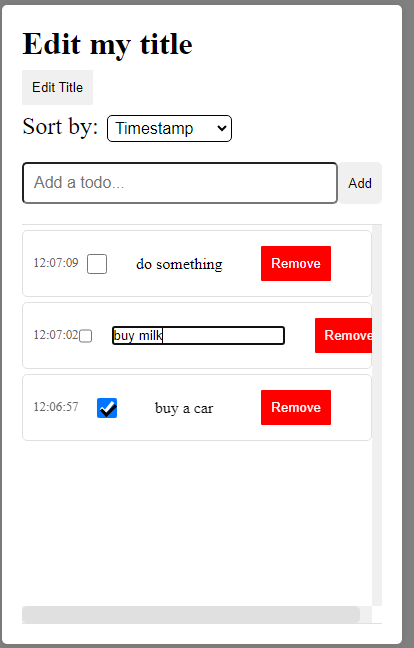 Edit my title
Edit Title
Sort by: Timestamp
Add a todo... Add
12:07:09 do something Remove
12:07:02 buy milk Remove
12:06:57 buy a car Remove